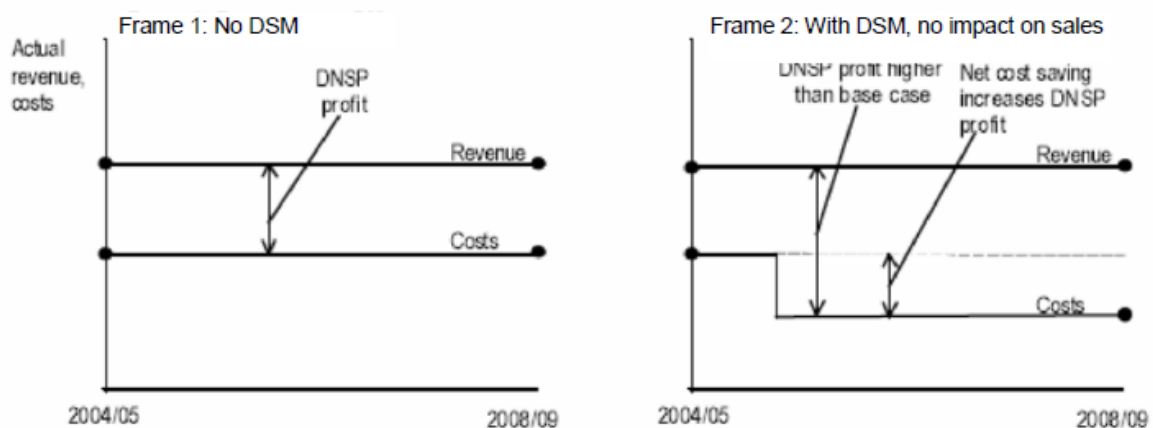 Frame 1: No DSM
Actual
revenue,
costs
DNSP
profit
Revenue
Costs
2004/05
2008/09
Frame 2: With DSM, no impact on sales
DNSP profit higher
than base case
Net cost saving
increases DNSP
profit
Revenue
Costs
2004/05
2008/09